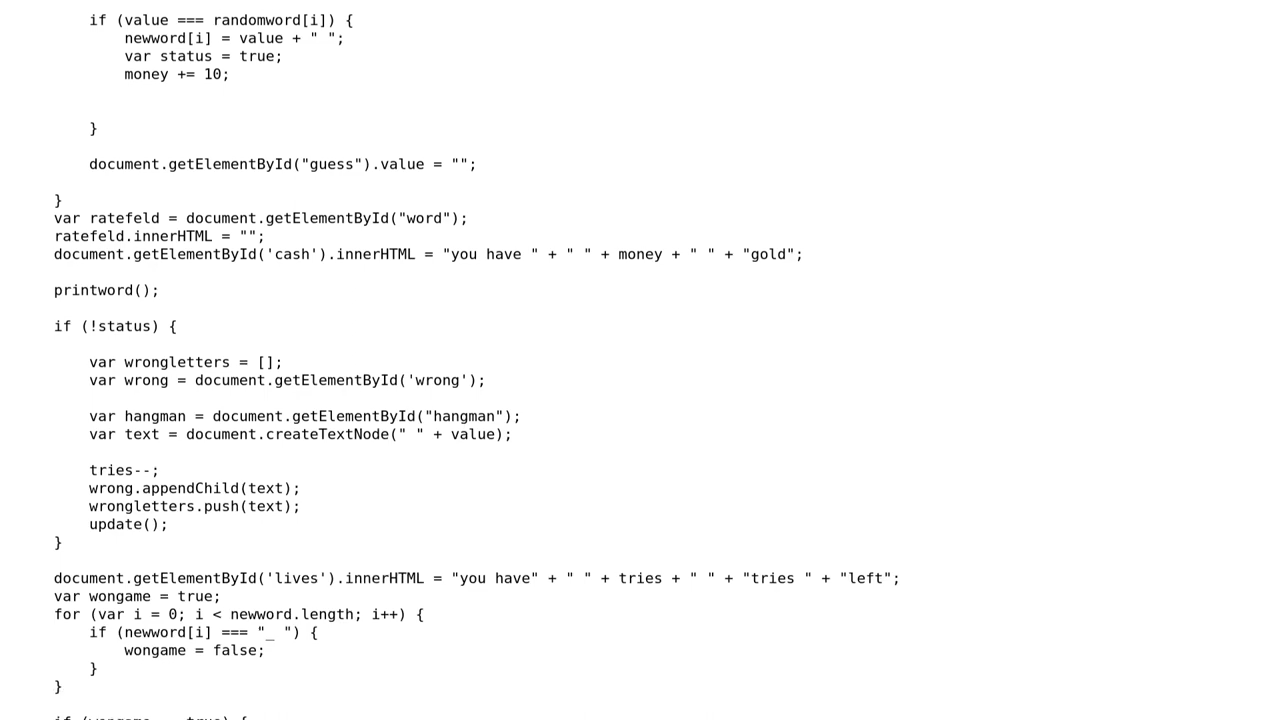 if (value === randomword[i]) {
newword[i] = value + " ";
var status = true;
money += 10;
}
document.getElementById("guess").value = "";
}
var ratefeld = document.getElementById("word");
ratefeld.innerHTML = "";
document.getElementById('cash').innerHTML = "you have " + " " + money + " " + "gold";
printword();
if (!status) {
var wrongletters = [];
var wrong = document.getElementById('wrong');
var hangman = document.getElementById("hangman");
var text = document.createTextNode(" " + value);
tries--;
wrong.appendChild(text);
wrongletters.push(text);
update();
}
document.getElementById('lives').innerHTML = "you have" + " " + tries + " " + "tries " + "left";
var wongame = true;
for (var i = 0; i < newword.length; i++) {
if (newword[i] === "_ ") {
wongame = false;
}
}